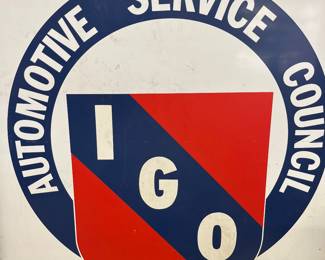 AUTOMOTIVE SERVICE COUNCIL
I G O